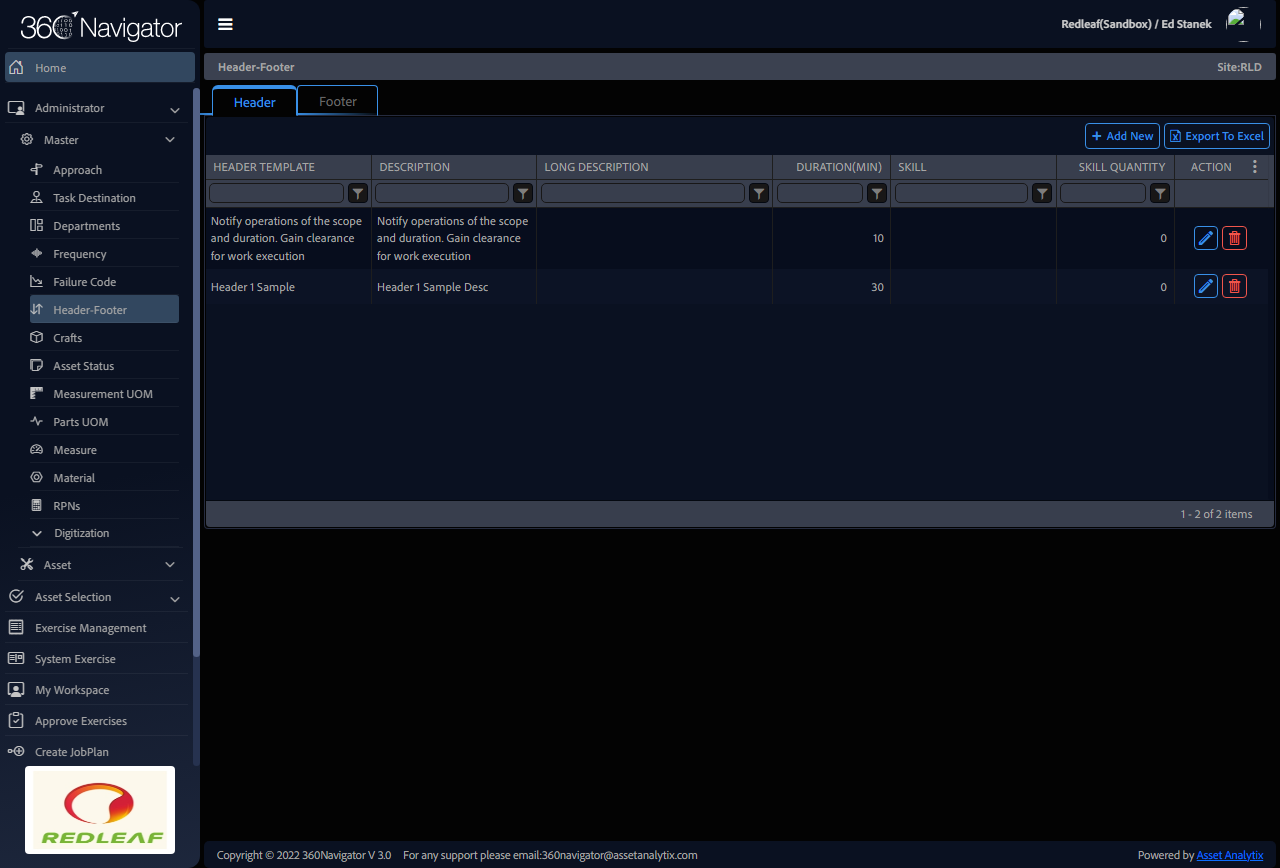 360 Navigator
Redleaf(Sandbox) / Ed Stanek
Home
Header-Footer
Site:RLD
Header
Footer
Administrator
Master
Approach
Task Destination
Departments
Frequency
Failure Code
Header-Footer
Crafts
Asset Status
Measurement UOM
Parts UOM
Measure
Material
RPNs
Digitization
Asset
Asset Selection
Exercise Management
System Exercise
My Workspace
Approve Exercises
Create JobPlan
REDLEAF
+ Add New
Export To Excel
HEADER TEMPLATE DESCRIPTION LONG DESCRIPTION DURATION(MIN) SKILL SKILL QUANTITY ACTION
Notify operations of the scope
and duration. Gain clearance
for work execution
Notify operations of the scope
and duration. Gain clearance
for work execution
10
0
Header 1 Sample Header 1 Sample Desc 30 0
1 - 2 of 2 items
Copyright © 2022 360Navigator V 3.0 For any support please email:360navigator@assetanalytix.com
Powered by Asset Analytix